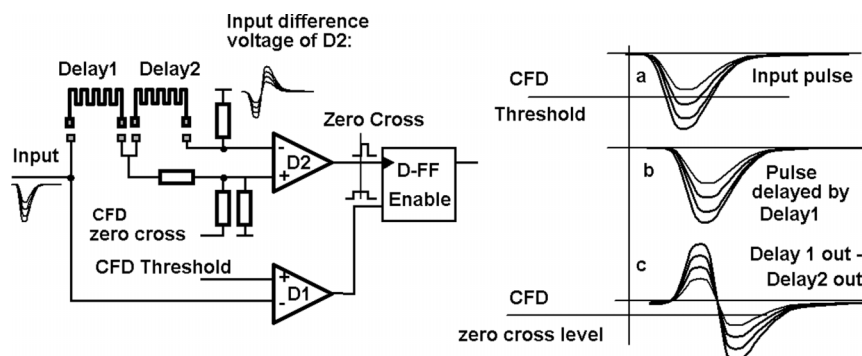 Input difference
voltage of D2:
Delay1
Delay2
Zero Cross
Input
-
D2
+
D-FF
Enable
CFD
zero cross
CFD Threshold
+
D1
-
a
CFD
Input pulse
Threshold
b
Pulse
delayed by
Delay1
c
Delay 1 out -
Delay2 out
CFD
zero cross level